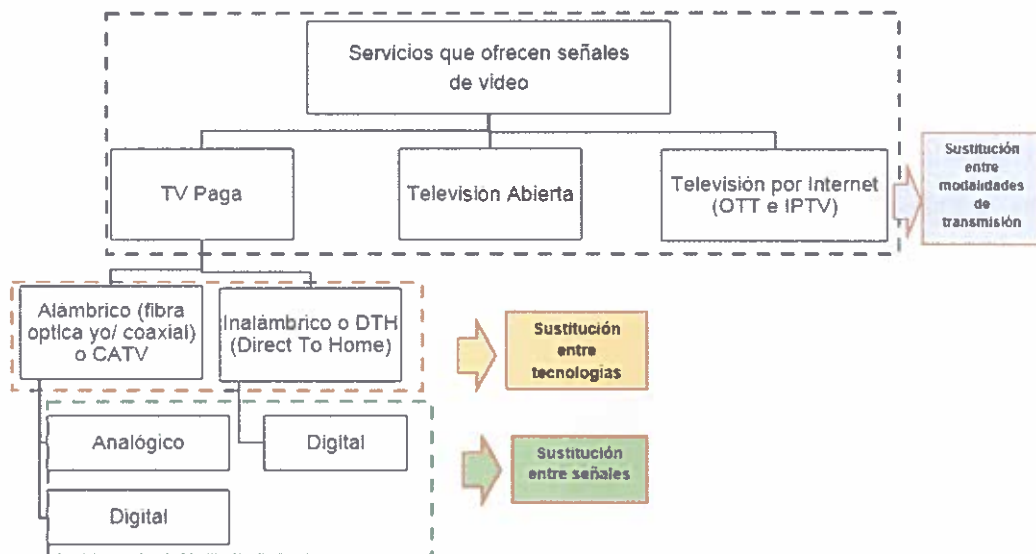 Servicios que ofrecen señales
de video
TV Paga
Television Abierta
Televisión por Internet
(OTT e IPTV)
Sustitución
entre
modalidades
de
transmisión
Alámbrico (fibra
optica yo/ coaxial)
o CATV
Inalámbrico o DTH
(Direct To Home)
Sustitución
entre
tecnologías
Analógico
Digital
Sustitución
entre señales
Digital